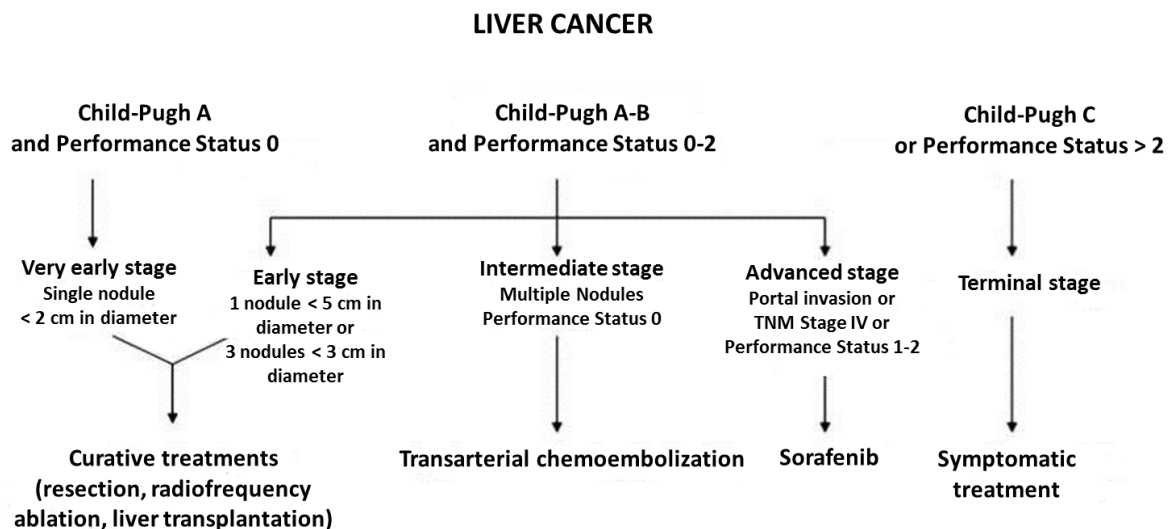 LIVER CANCER
Child-Pugh A
and Performance Status 0
Child-Pugh A-B
and Performance Status 0-2
Child-Pugh C
or Performance Status > 2
Very early stage
Single nodule
< 2 cm in diameter
Early stage
1 nodule < 5 cm in
diameter or
3 nodules < 3 cm in
diameter
Intermediate stage
Multiple Nodules
Performance Status 0
Advanced stage
Portal invasion or
TNM Stage IV or
Performance Status 1-2
Terminal stage
Curative treatments
(resection, radiofrequency
ablation, liver transplantation)
Transarterial chemoembolization
Sorafenib
Symptomatic
treatment